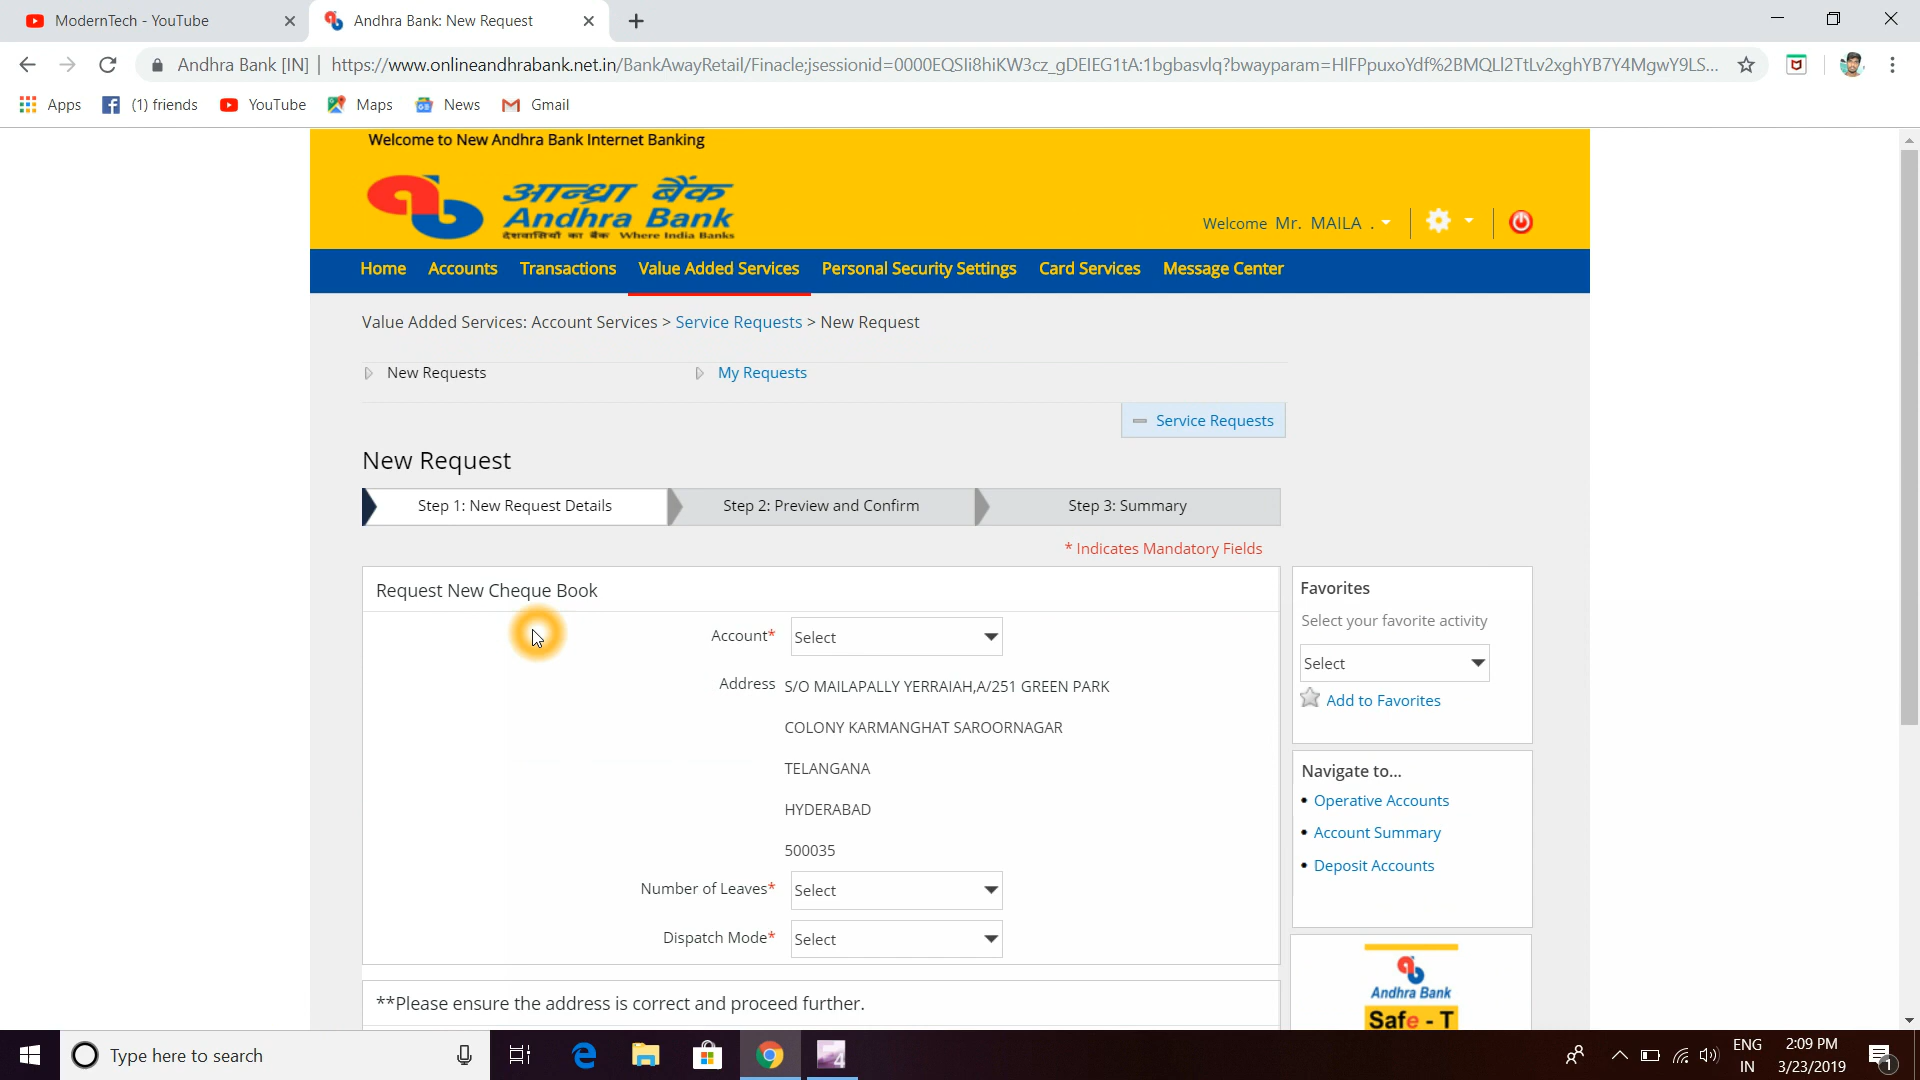 ModernTech - YouTube
Andhra Bank: New Request
Andhra Bank [IN] | https://www.onlineandhrabank.net.in/BankAwayRetail/Finacle;jsessionid=0000EQSIi8hiKW3cz_gDEIEG1tA:1bgbasvlq?bwayparam=HlFPpuxoYdf%2BMQLl2TtLv2xghYB7Y4MgwY9LS...
Apps
(1) friends
YouTube
Maps
News
Gmail
Welcome to New Andhra Bank Internet Banking
आन्ध्रा बैंक
Andhra Bank
देशवासियों का बैंक Where India Banks
Welcome Mr. MAILA .
Home Accounts Transactions Value Added Services Personal Security Settings Card Services Message Center
Value Added Services: Account Services > Service Requests > New Request
New Requests
My Requests
Service Requests
New Request
Step 1: New Request Details
Step 2: Preview and Confirm
Step 3: Summary
* Indicates Mandatory Fields
Request New Cheque Book
Account* Select
Address S/O MAILAPALLY YERRAIAH,A/251 GREEN PARK
COLONY KARMANGHAT SAROORNAGAR
TELANGANA
HYDERABAD
500035
Number of Leaves* Select
Dispatch Mode* Select
**Please ensure the address is correct and proceed further.
Favorites
Select your favorite activity
Select
Add to Favorites
Navigate to...
• Operative Accounts
• Account Summary
• Deposit Accounts
Andhra Bank
Safe - T
Type here to search
4
ENG
IN
2:09 PM
3/23/2019
1